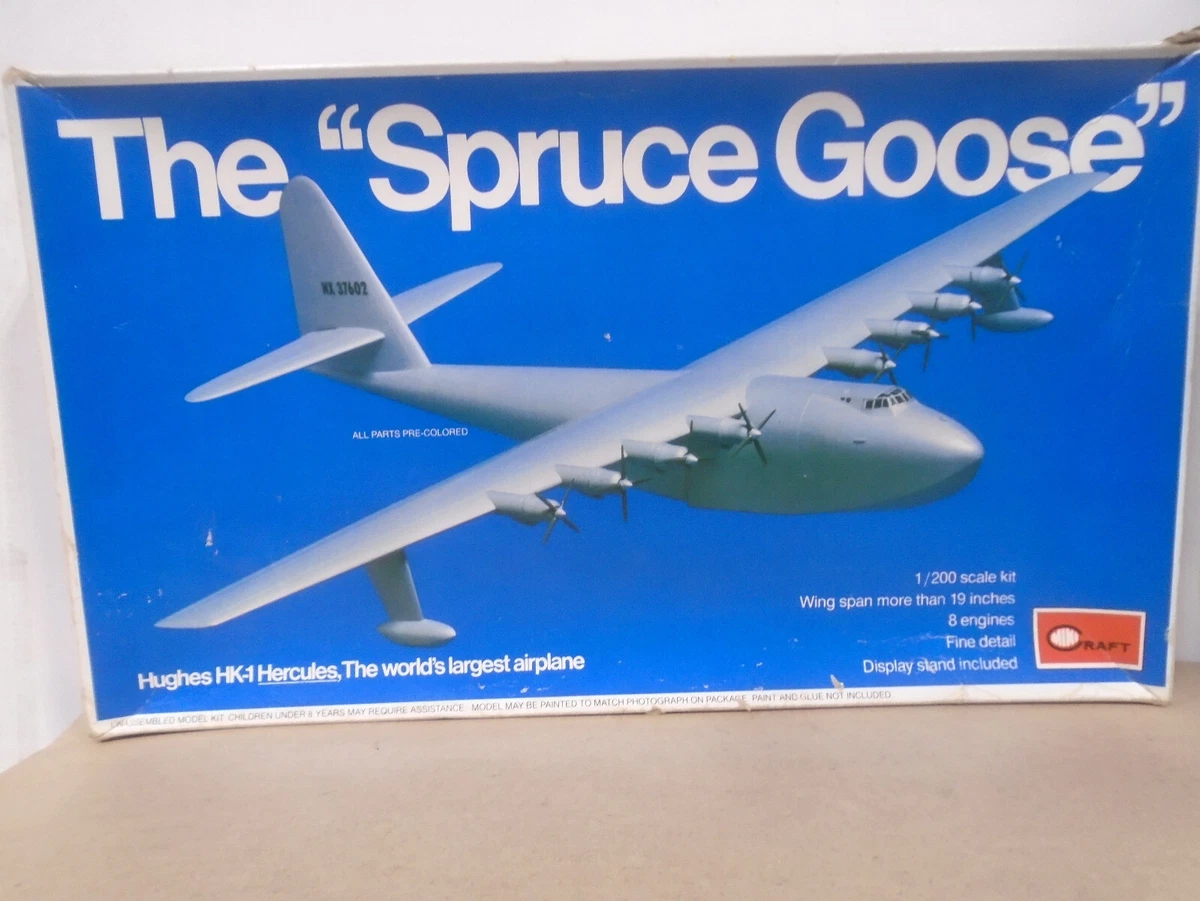 The “Spruce Goose”
NX 37602
ALL PARTS PRE-COLORED
1/200 scale kit
Wing span more than 19 inches
8 engines
Fine detail
Display stand included
MINI CRAFT
Hughes HK-1 Hercules, The world's largest airplane
UNASSEMBLED MODEL KIT. CHILDREN UNDER 8 YEARS MAY REQUIRE ASSISTANCE. MODEL MAY BE PAINTED TO MATCH PHOTOGRAPH ON PACKAGE. PAINT AND GLUE NOT INCLUDED.